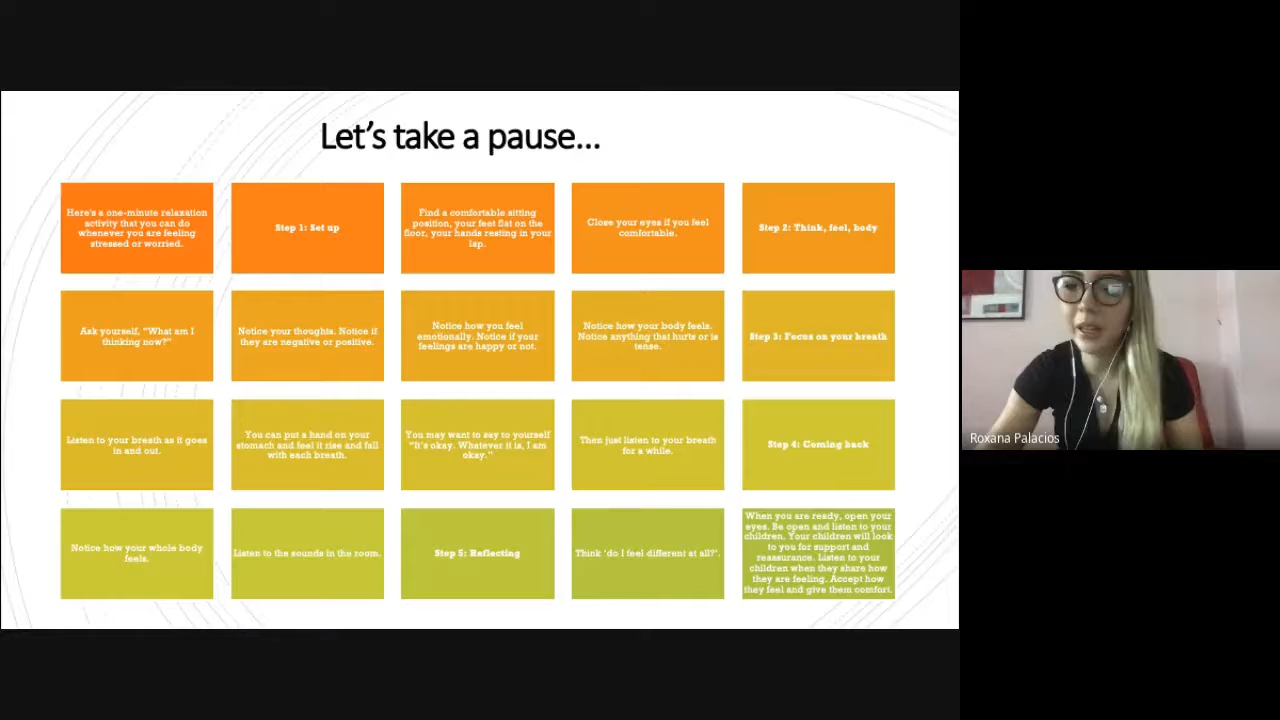 Let's take a pause...
Here's a one-minute relaxation
activity that you can do
whenever you are feeling
stressed or worried.
Step 1: Set up
Find a comfortable sitting
position, your feet flat on the
floor, your hands resting in your
lap.
Close your eyes if you feel
comfortable.
Step 2: Think, feel, body
Ask yourself, "What am I
thinking now?"
Notice your thoughts. Notice if
they are negative or positive.
Notice how you feel
emotionally. Notice if your
feelings are happy or not.
Notice how your body feels.
Notice anything that hurts or is
tense.
Step 3: Focus on your breath
Listen to your breath as it goes
in and out.
You can put a hand on your
stomach and feel it rise and fall
with each breath.
You may want to say to yourself
"It's okay. Whatever it is, I am
okay."
Then just listen to your breath
for a while.
Step 4: Coming back
Notice how your whole body
feels.
Listen to the sounds in the room.
Step 5: Reflecting
Think 'do I feel different at all?'.
When you are ready, open your
eyes. Be open and listen to your
children. Your children will look
to you for support and
reassurance. Listen to your
children when they share how
they are feeling. Accept how
they feel and give them comfort.
Roxana Palacios